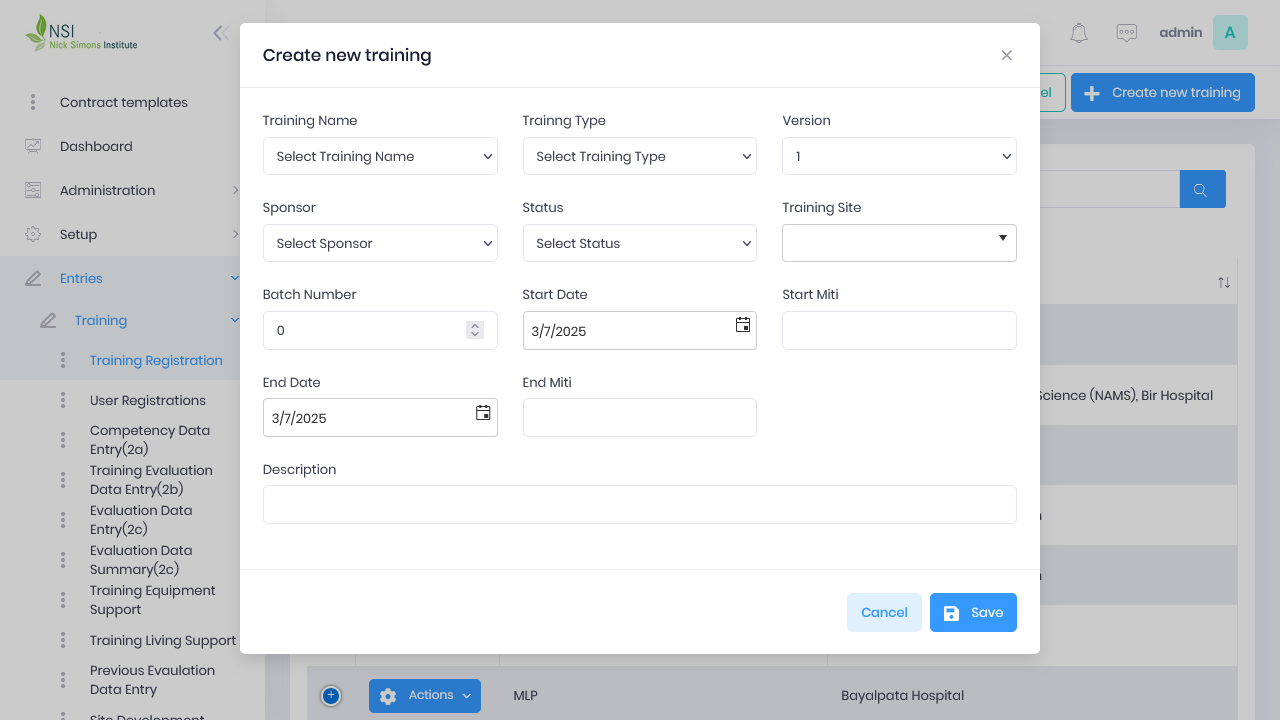 NSI
Nick Simons Institute
Contract templates
Dashboard
Administration
Setup
Entries
Training
Training Registration
User Registrations
Competency Data
Entry(2a)
Training Evaluation
Data Entry(2b)
Evaluation Data
Entry(2c)
Evaluation Data
Summary(2c)
Training Equipment
Support
Training Living Support
Previous Evaulation
Data Entry
admin
A
Create new training
Create new training
Training Name
Trainng Type
Version
Select Training Name
Select Training Type
1
Sponsor
Status
Training Site
Select Sponsor
Select Status
Batch Number
Start Date
Start Miti
0
3/7/2025
End Date
End Miti
3/7/2025
Description
Cancel
Save
Science (NAMS), Bir Hospital
Actions
MLP
Bayalpata Hospital